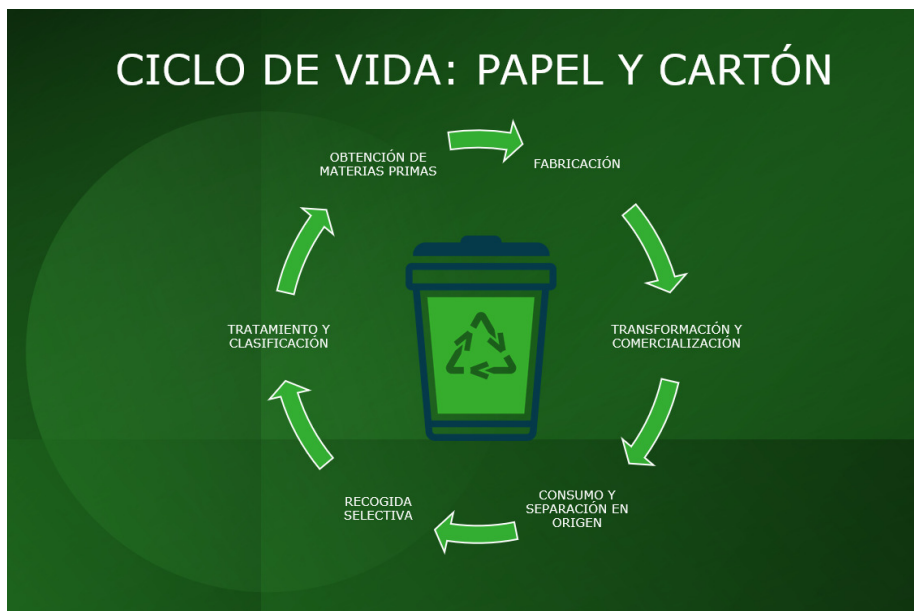 CICLO DE VIDA: PAPEL Y CARTÓN
OBTENCIÓN DE
MATERIAS PRIMAS
FABRICACIÓN
TRANSFORMACIÓN Y
COMERCIALIZACIÓN
CONSUMO Y
SEPARACIÓN EN
ORIGEN
RECOGIDA
SELECTIVA
TRATAMIENTO Y
CLASIFICACIÓN